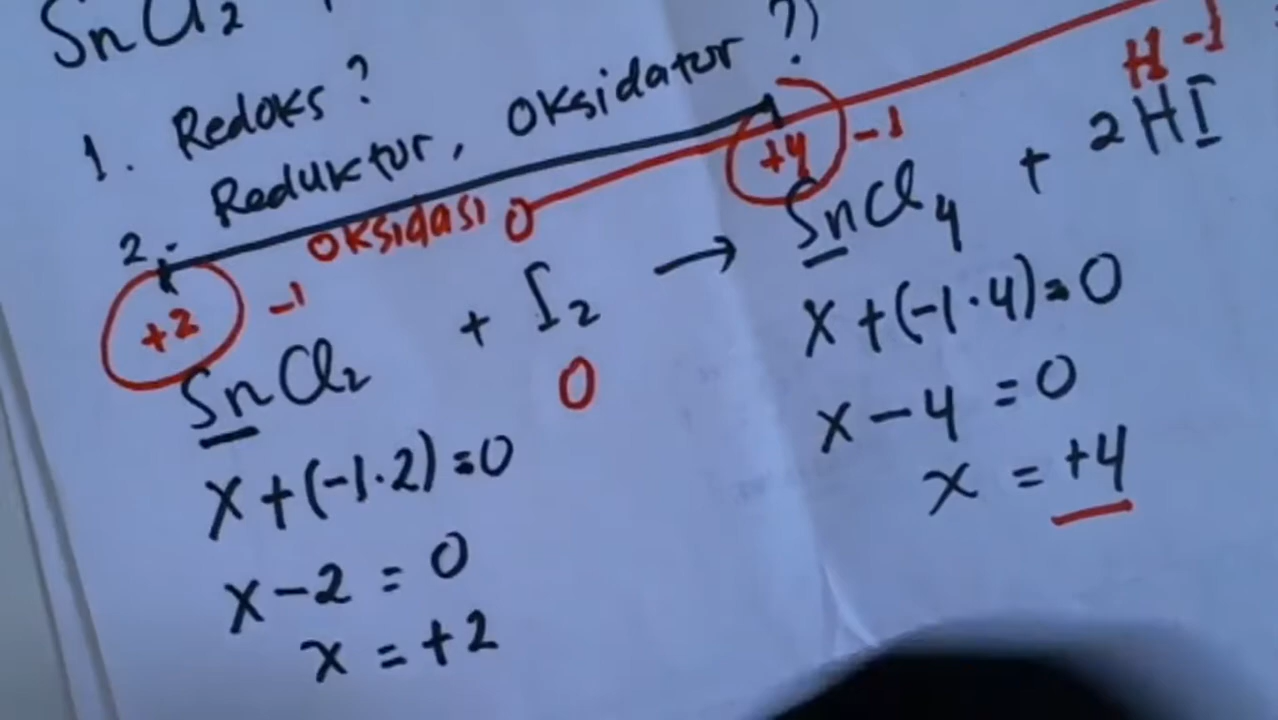 SnCl2
1. Redoks?
2. Reduktor, Oksidator ?)
oksidasi 0 +4 -1 H -1
+2 -1
SnCl2 + I2 → SnCl4 + 2HI
0
x+(-1.2)=0 x+(-1.4)=0
x-2=0 x-4=0
x=+2 x=+4